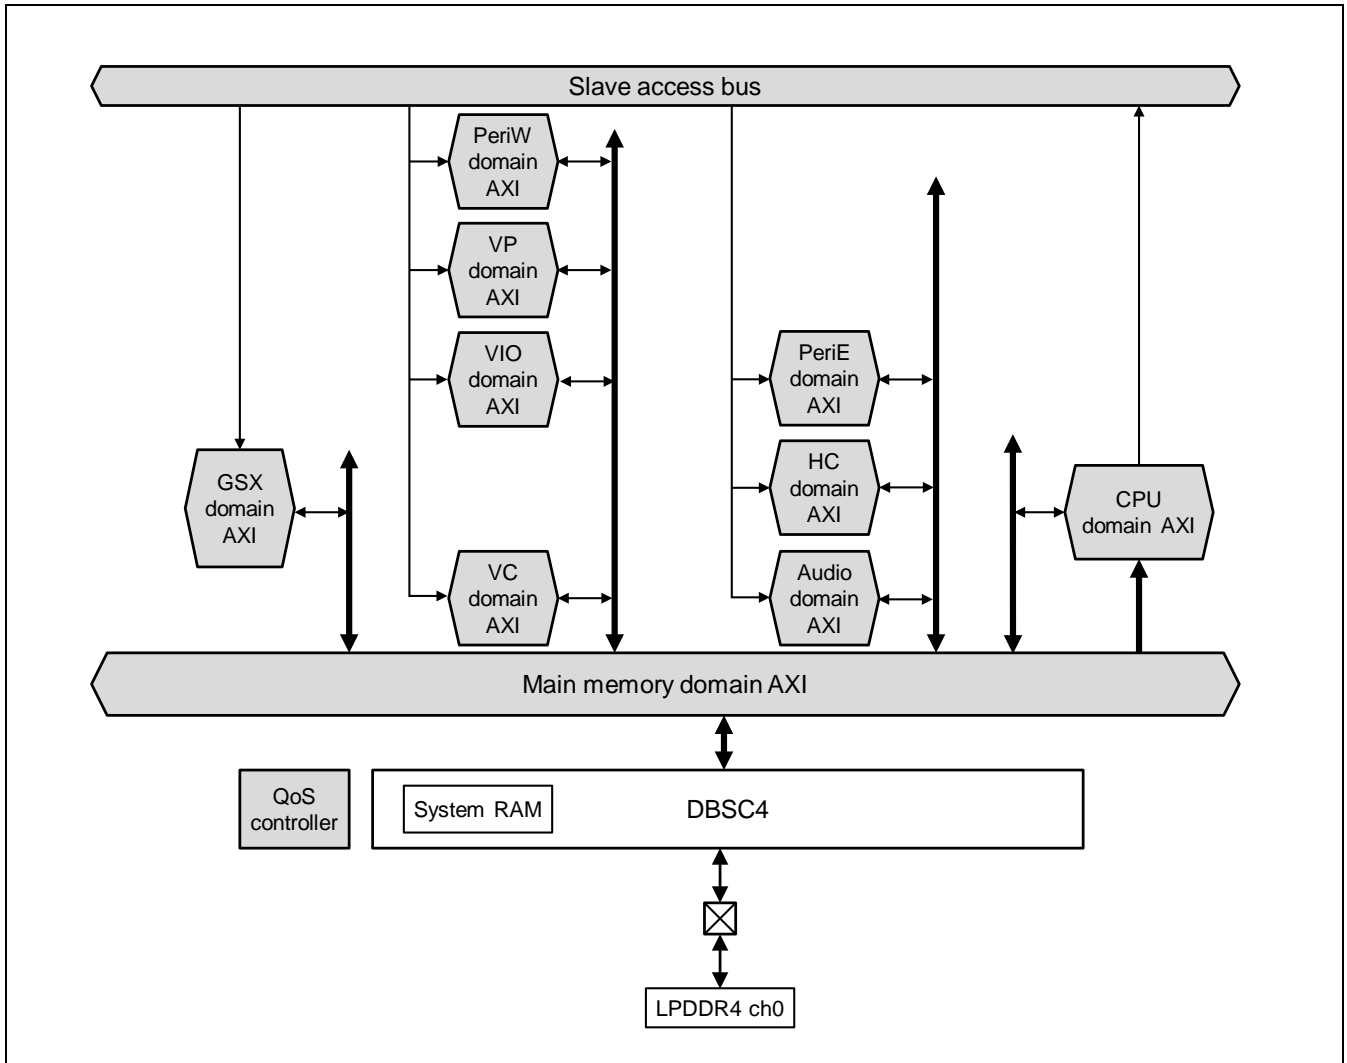 Slave access bus
PeriW
domain
AXI
VP
domain
AXI
VIO
domain
AXI
PeriE
domain
AXI
GSX
domain
AXI
HC
domain
AXI
CPU
domain AXI
VC
domain
AXI
Audio
domain
AXI
Main memory domain AXI
QoS
controller
System RAM
DBSC4
LPDDR4 ch0